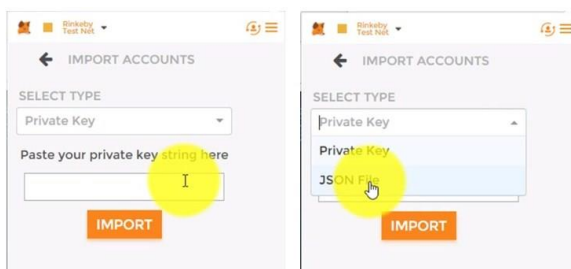 Rinkeby
Test Net
IMPORT ACCOUNTS
SELECT TYPE
Private Key
Paste your private key string here
IMPORT
Rinkeby
Test Net
IMPORT ACCOUNTS
SELECT TYPE
Private Key
Private Key
JSON File
IMPORT